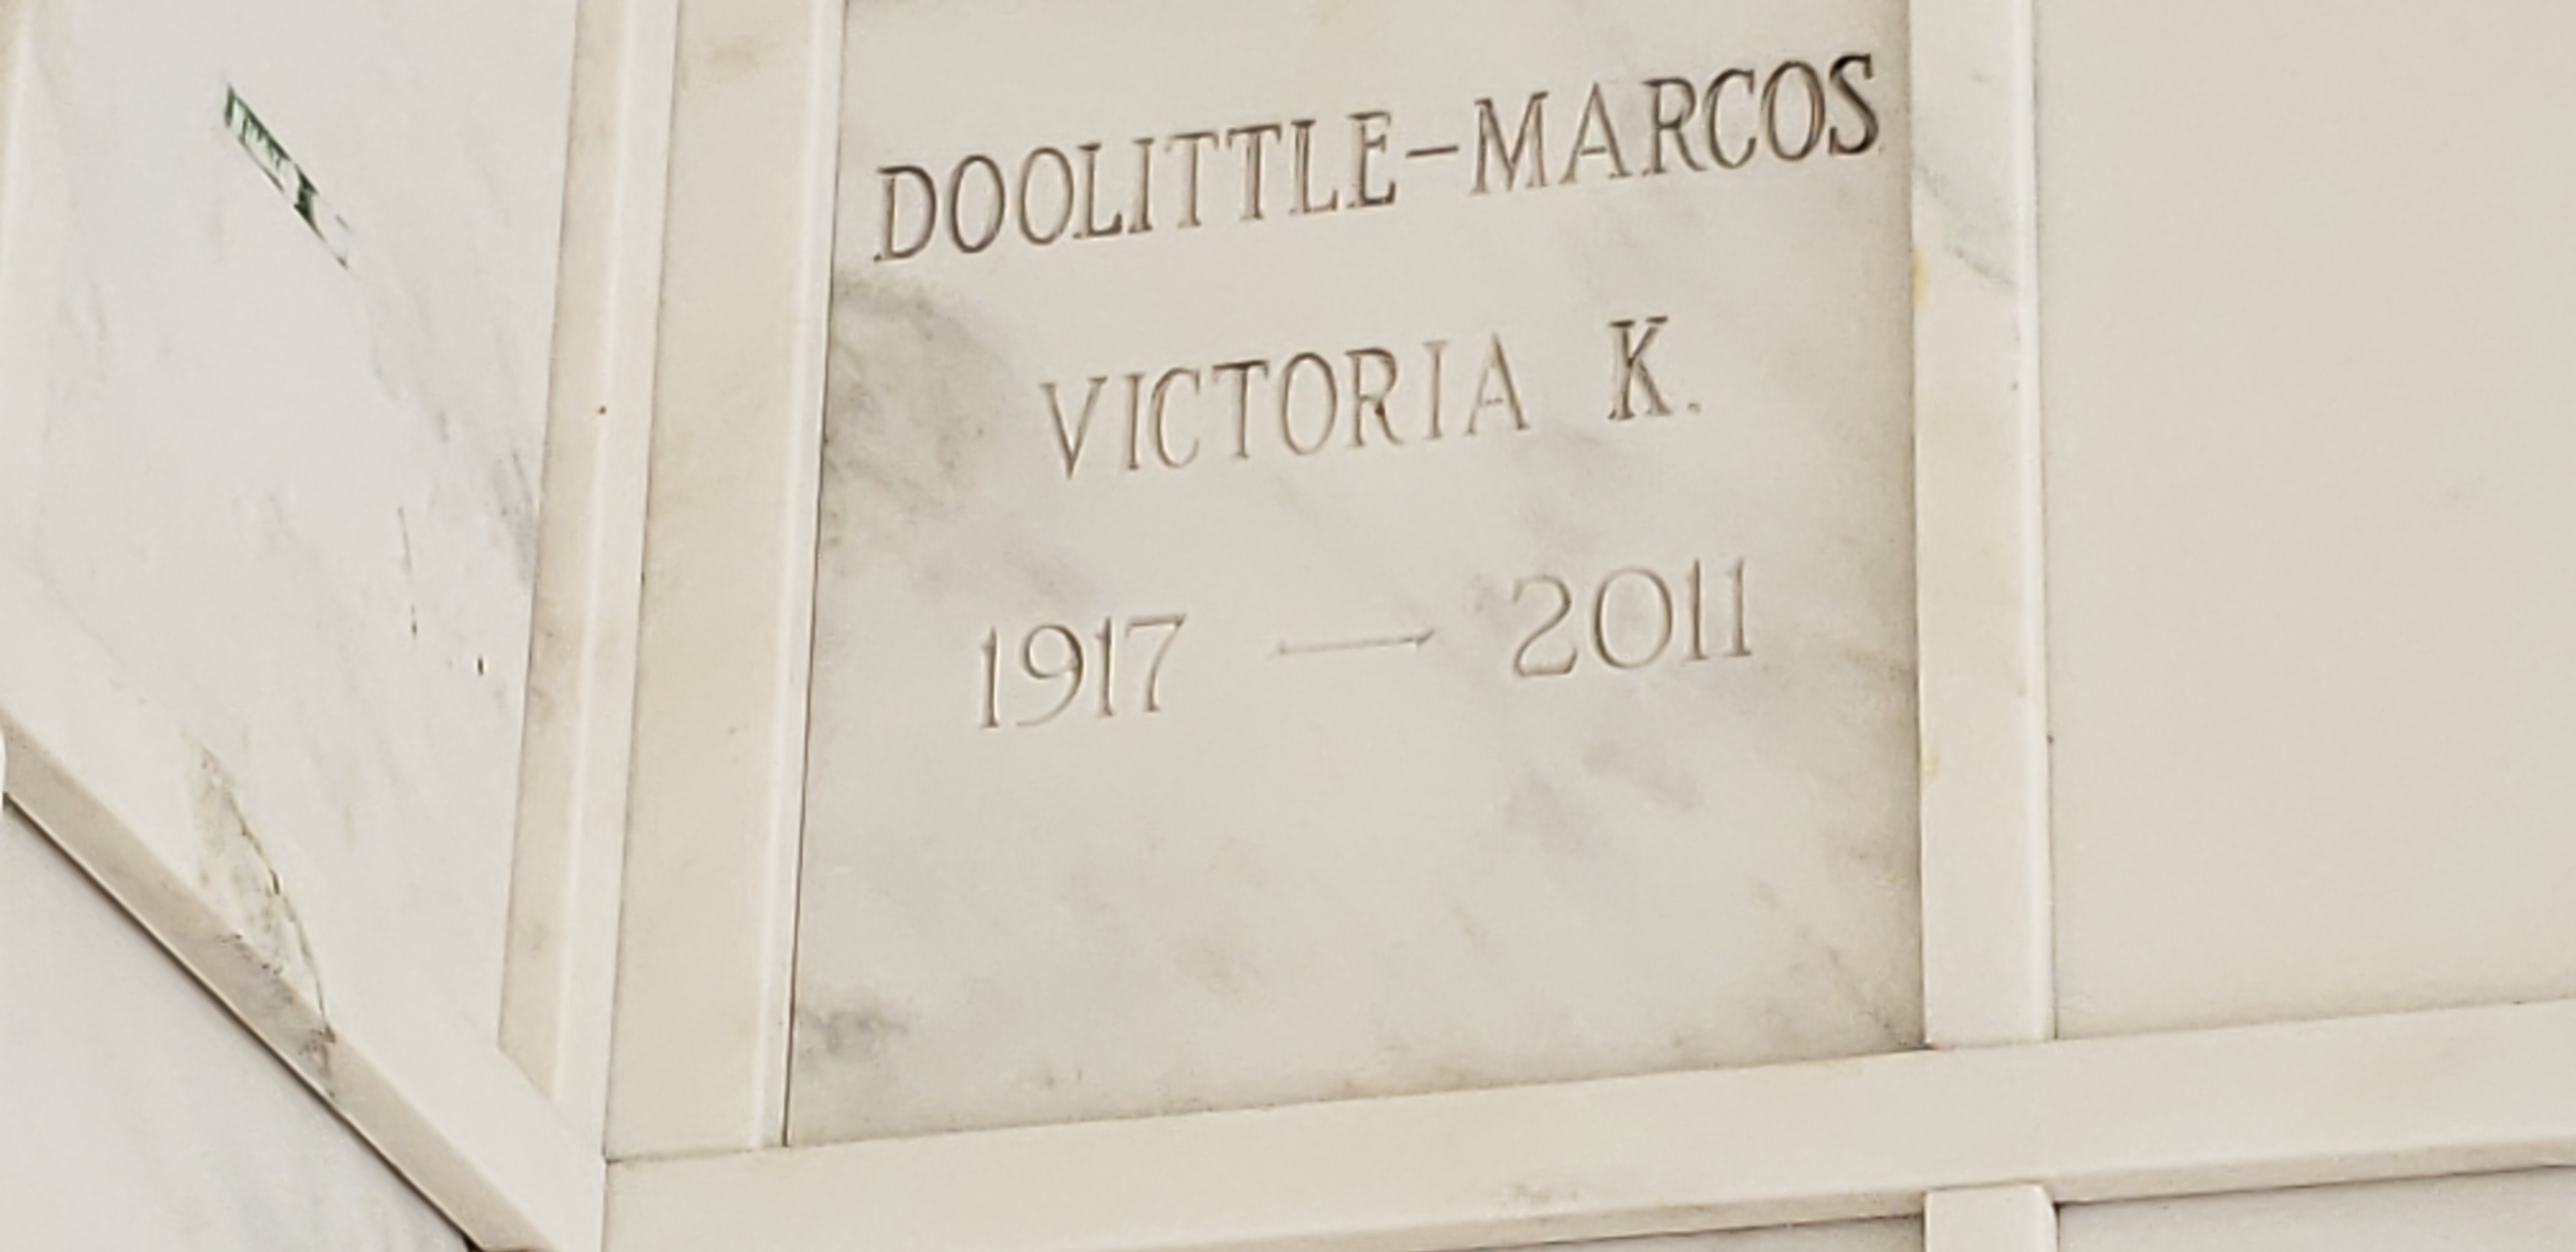 DOOLITTLE-MARCOS
VICTORIA K.
1917 — 2011